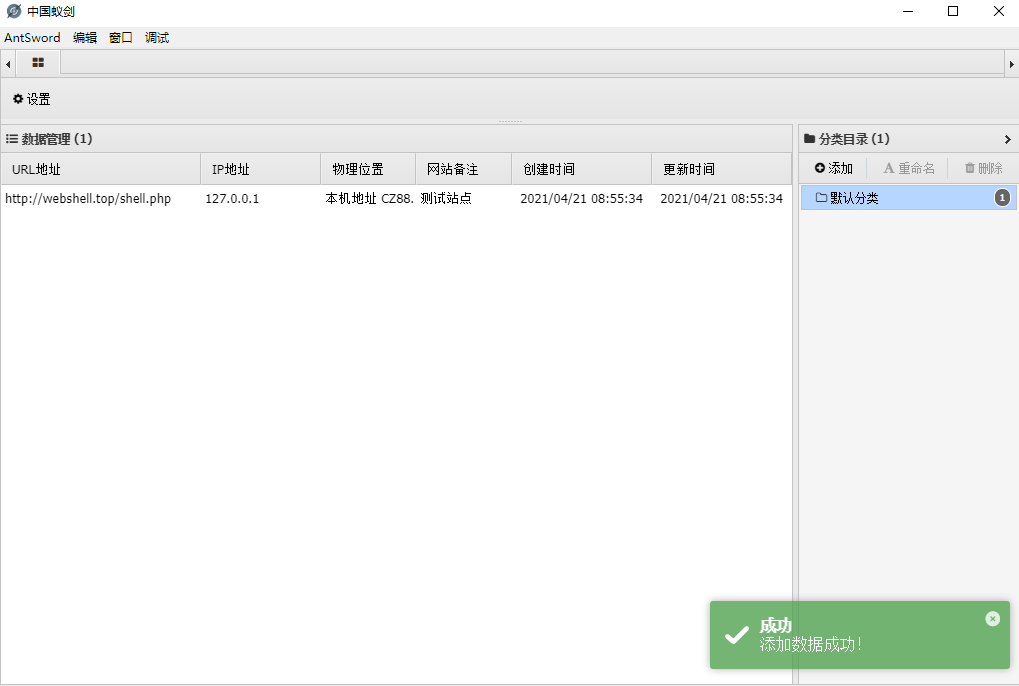 中国蚁剑
AntSword 编辑 窗口 调试
设置
数据管理 (1)
URL地址 IP地址 物理位置 网站备注 创建时间 更新时间
http://webshell.top/shell.php 127.0.0.1 本机地址 CZ88. 测试站点 2021/04/21 08:55:34 2021/04/21 08:55:34
分类目录 (1)
添加 A 重命名 删除
默认分类 1
成功
添加数据成功!